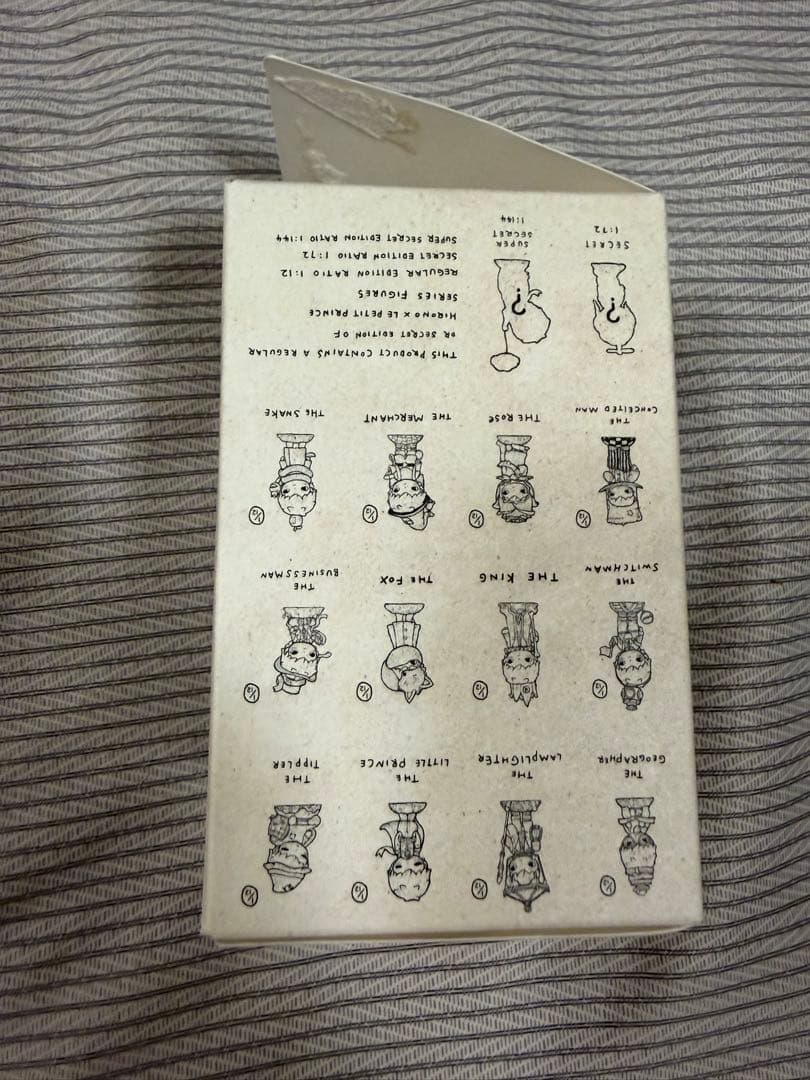 1/12
THE
GEOGRAPHER
1/12
THE
LAMPLIGHTER
1/12
THE
LITTLE PRINCE
1/12
THE
TIPPLER
1/12
THE
SWITCHMAN
1/12
THE KING
1/12
THE FOX
1/12
THE
BUSINESSMAN
1/12
THE
CONCEITED MAN
1/12
THE ROSE
1/12
THE MERCHANT
1/12
THE SNAKE
?
SECRET
1:72
?
SUPER
SECRET
1:144
THIS PRODUCT CONTAINS A REGULAR
OR SECRET EDITION OF
HIRONO X LE PETIT PRINCE
SERIES FIGURES
REGULAR EDITION RATIO 1:12
SECRET EDITION RATIO 1:72
SUPER SECRET EDITION RATIO 1:144